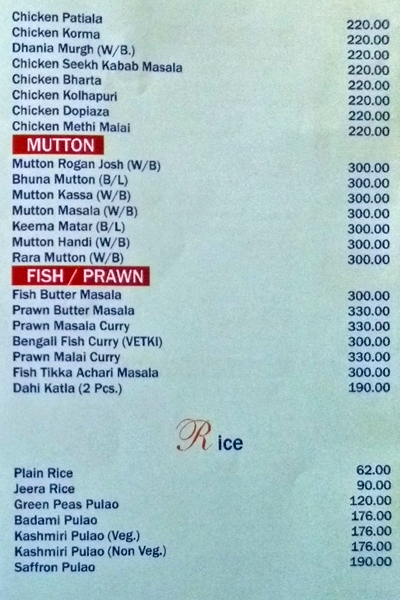 Chicken Patiala 220.00
Chicken Korma 220.00
Dhania Murgh (W/B.) 220.00
Chicken Seekh Kabab Masala 220.00
Chicken Bharta 220.00
Chicken Kolhapuri 220.00
Chicken Dopiaza 220.00
Chicken Methi Malai 220.00
MUTTON
Mutton Rogan Josh (W/B) 300.00
Bhuna Mutton (B/L) 300.00
Mutton Kassa (W/B) 300.00
Mutton Masala (W/B) 300.00
Keema Matar (B/L) 300.00
Mutton Handi (W/B) 300.00
Rara Mutton (W/B) 300.00
FISH / PRAWN
Fish Butter Masala 300.00
Prawn Butter Masala 330.00
Prawn Masala Curry 330.00
Bengali Fish Curry (VETKI) 300.00
Prawn Malai Curry 330.00
Fish Tikka Achari Masala 300.00
Dahi Katla (2 Pcs.) 190.00
Rice
Plain Rice 62.00
Jeera Rice 90.00
Green Peas Pulao 120.00
Badami Pulao 176.00
Kashmiri Pulao (Veg.) 176.00
Kashmiri Pulao (Non Veg.) 176.00
Saffron Pulao 190.00